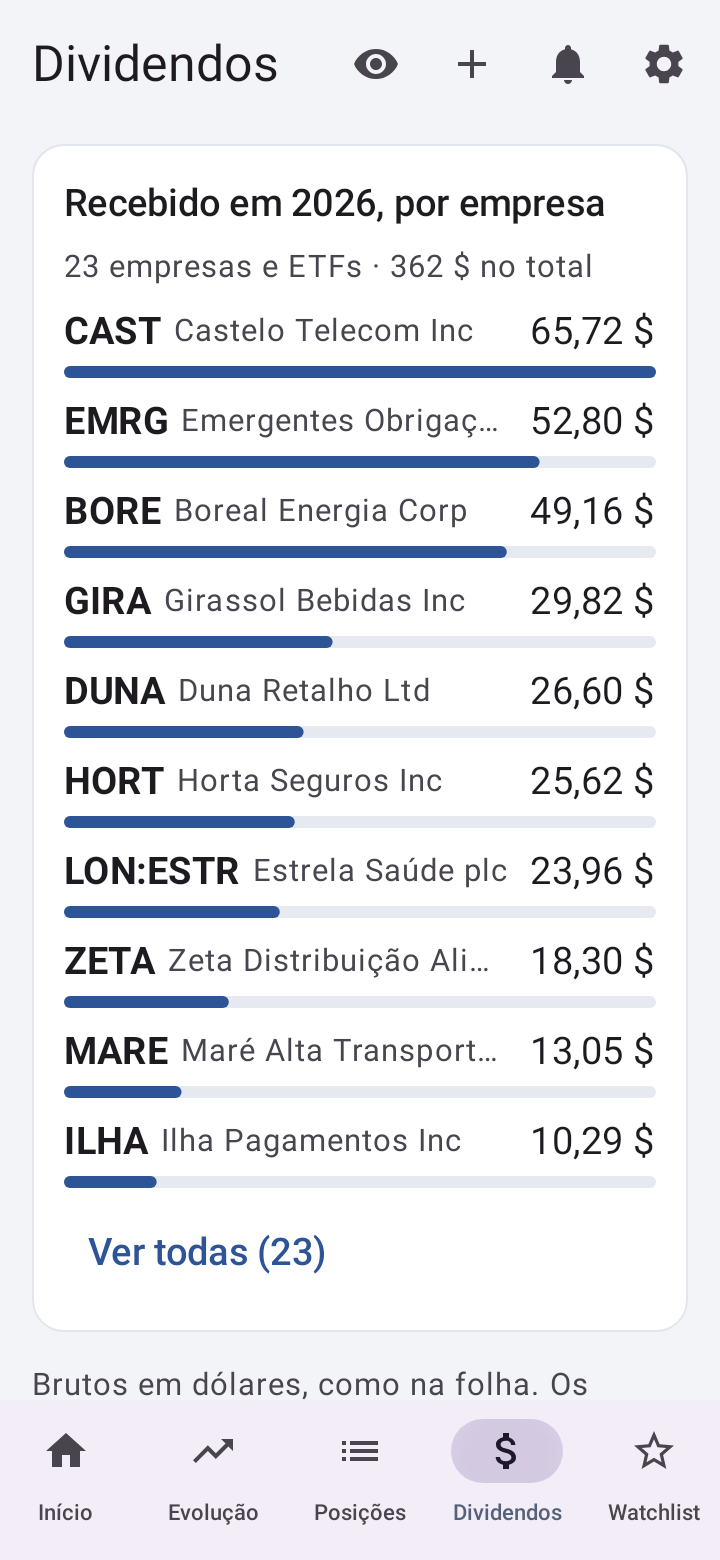 Dividendos
Recebido em 2026, por empresa
23 empresas e ETFs · 362 $ no total
CAST Castelo Telecom Inc 65,72 $
EMRG Emergentes Obrigaç… 52,80 $
BORE Boreal Energia Corp 49,16 $
GIRA Girassol Bebidas Inc 29,82 $
DUNA Duna Retalho Ltd 26,60 $
HORT Horta Seguros Inc 25,62 $
LON:ESTR Estrela Saúde plc 23,96 $
ZETA Zeta Distribuição Ali… 18,30 $
MARE Maré Alta Transport… 13,05 $
ILHA Ilha Pagamentos Inc 10,29 $
Ver todas (23)
Brutos em dólares, como na folha. Os
Início Evolução Posições Dividendos Watchlist